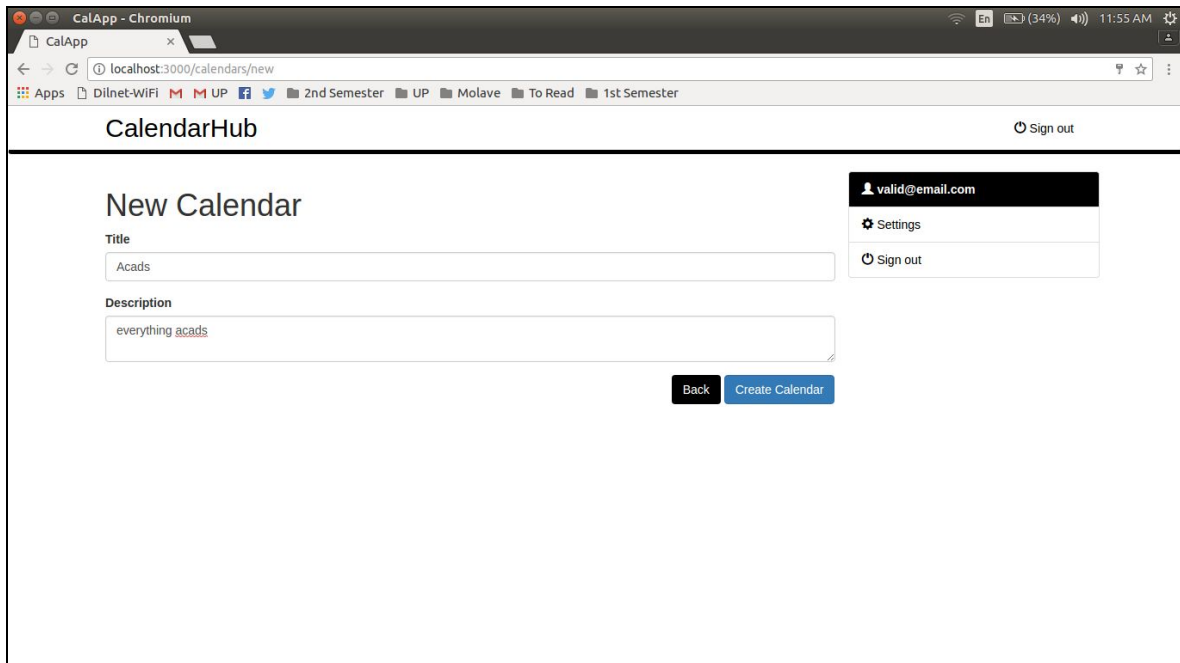 CalApp - Chromium
En (34%) 11:55 AM
CalApp
localhost:3000/calendars/new
Apps Dilnet-WiFi M M UP 2nd Semester UP Molave To Read 1st Semester
CalendarHub
Sign out
New Calendar
Title
Acads
Description
everything acads
Back Create Calendar
valid@email.com
Settings
Sign out